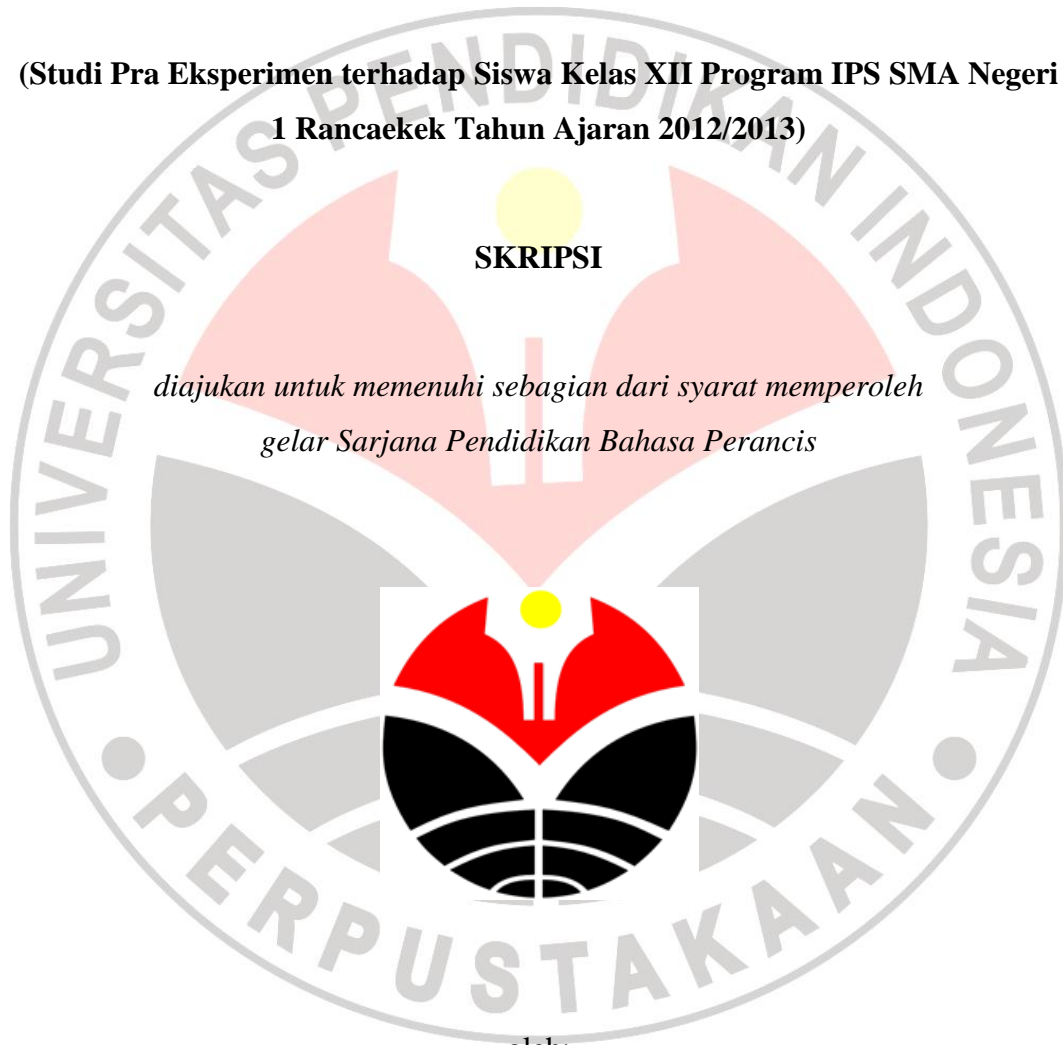 (Studi Pra Eksperimen terhadap Siswa Kelas XII Program IPS SMA Negeri
1 Rancaekek Tahun Ajaran 2012/2013)
SKRIPSI
diajukan untuk memenuhi sebagian dari syarat memperoleh
gelar Sarjana Pendidikan Bahasa Perancis
UNIVERSITAS PENDIDIKAN INDONESIA
● PERPUSTAKAAN ●
oleh: